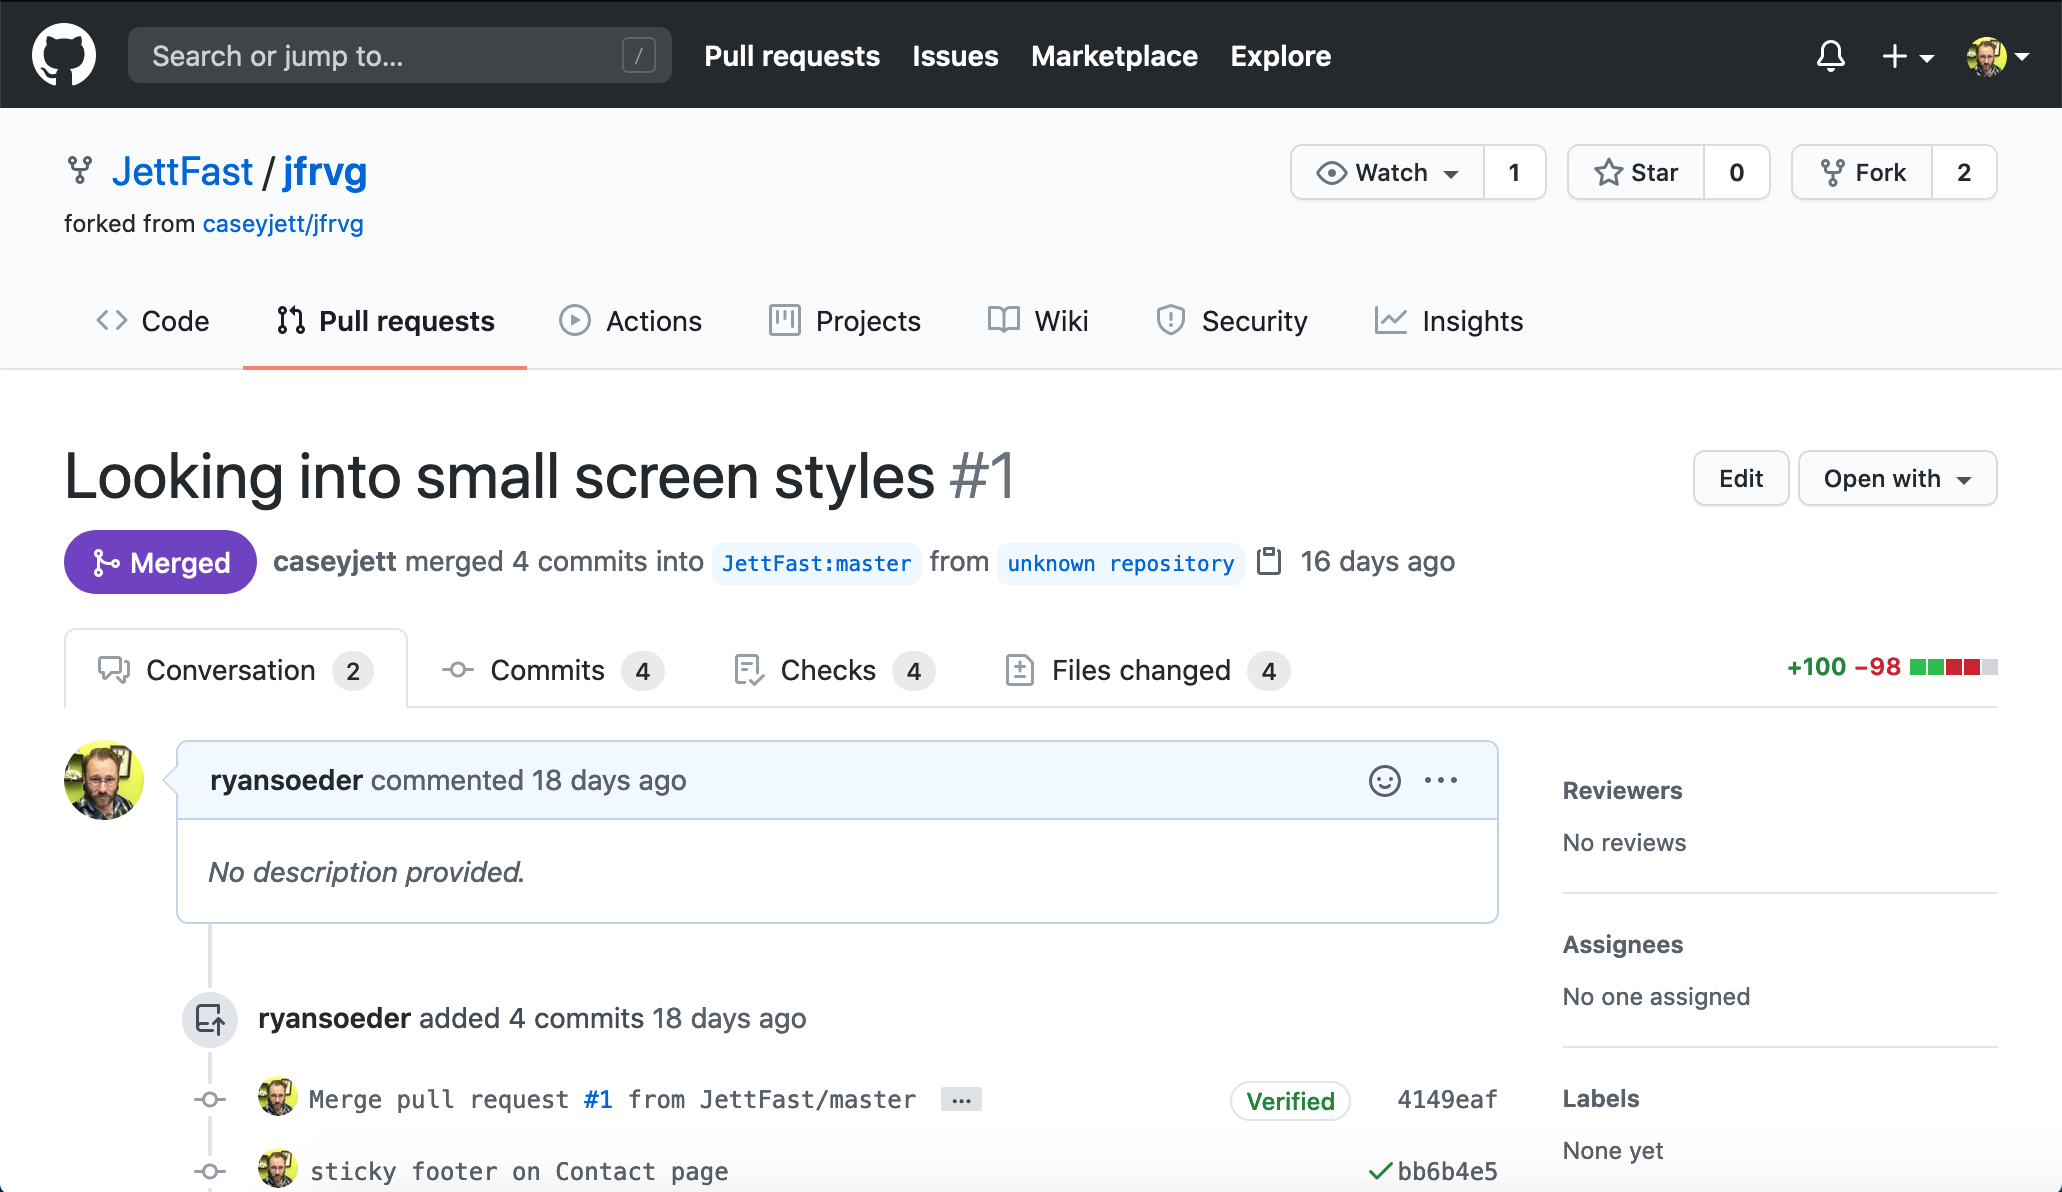 Search or jump to... / Pull requests Issues Marketplace Explore
JettFast / jfrvg Watch 1 Star 0 Fork 2
forked from caseyjett/jfrvg
Code Pull requests Actions Projects Wiki Security Insights
Looking into small screen styles #1 Edit Open with
Merged caseyjett merged 4 commits into JettFast:master from unknown repository 16 days ago
Conversation 2 Commits 4 Checks 4 Files changed 4 +100 −98
ryansoeder commented 18 days ago
No description provided.
Reviewers
No reviews
Assignees
No one assigned
ryansoeder added 4 commits 18 days ago
Merge pull request #1 from JettFast/master ... Verified 4149eaf
sticky footer on Contact page bb6b4e5
Labels
None yet